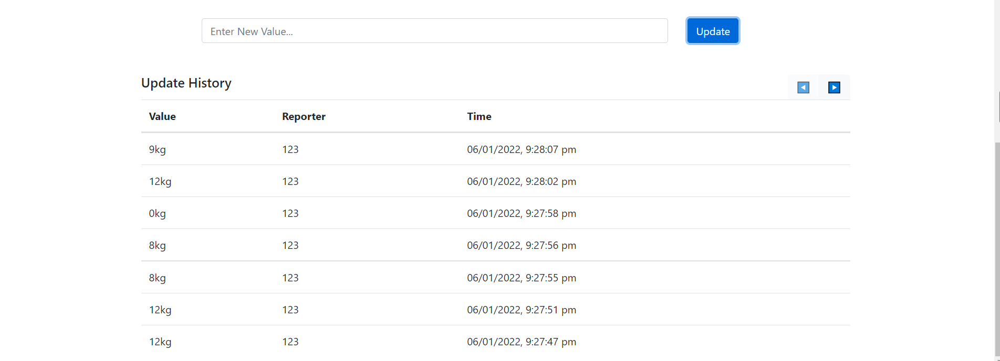 Enter New Value...
Update
Update History
Value Reporter Time
9kg 123 06/01/2022, 9:28:07 pm
12kg 123 06/01/2022, 9:28:02 pm
0kg 123 06/01/2022, 9:27:58 pm
8kg 123 06/01/2022, 9:27:56 pm
8kg 123 06/01/2022, 9:27:55 pm
12kg 123 06/01/2022, 9:27:51 pm
12kg 123 06/01/2022, 9:27:47 pm